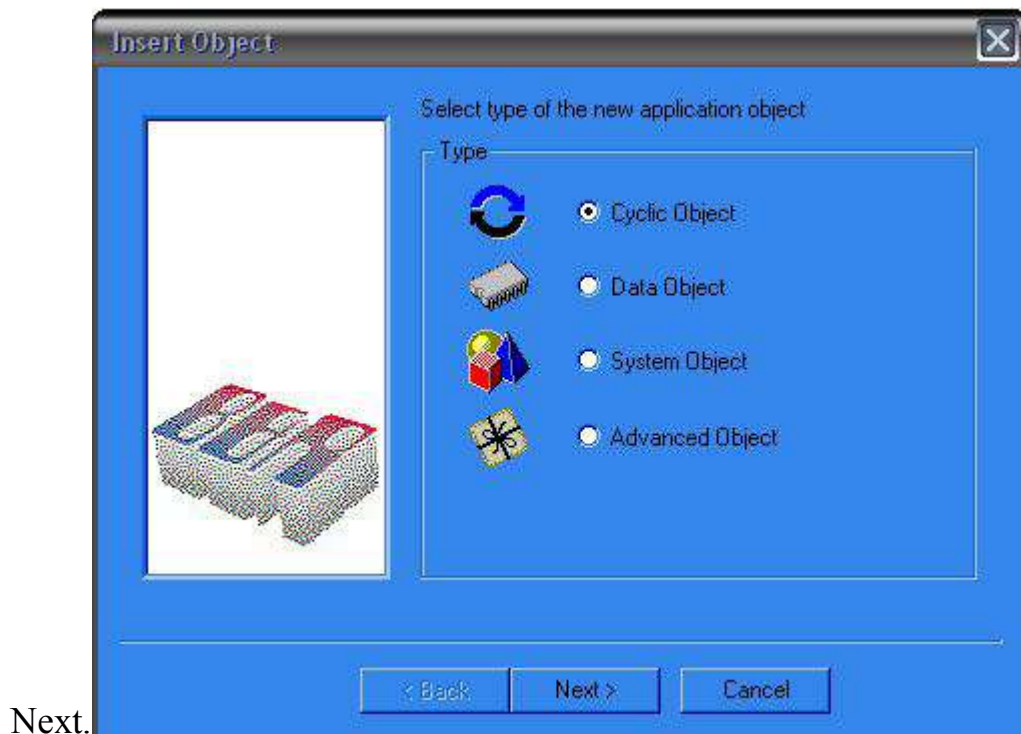 Insert Object
Select type of the new application object
Type
Cyclic Object
Data Object
System Object
Advanced Object
B&R
< Back Next > Cancel
Next.